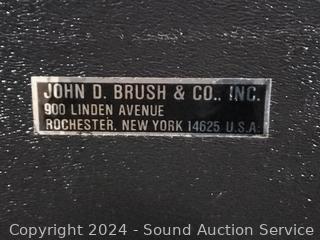 JOHN D. BRUSH & CO., INC.
900 LINDEN AVENUE
ROCHESTER, NEW YORK 14625 U.S.A.
Copyright 2024 - Sound Auction Service